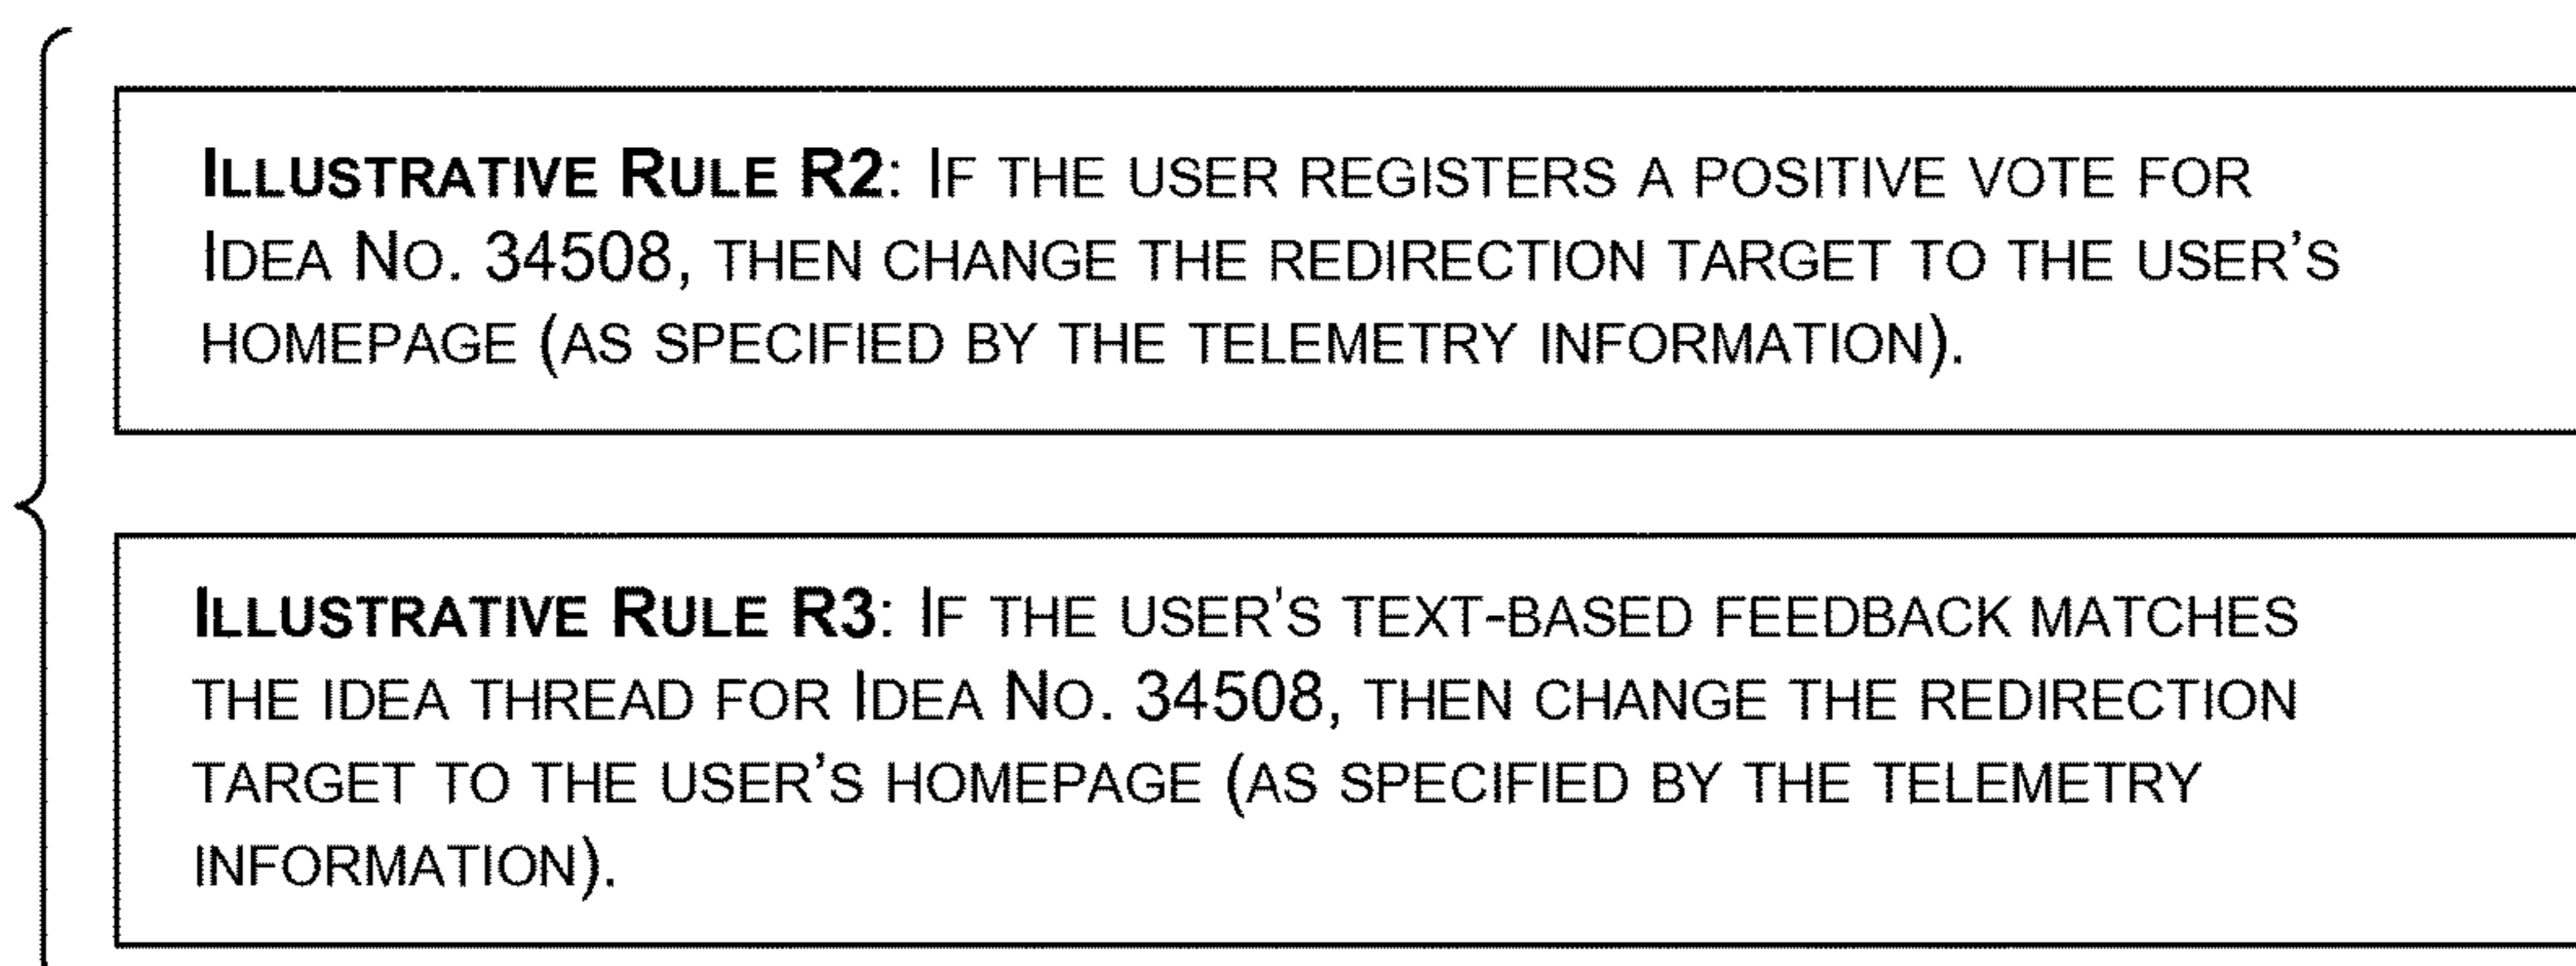 ILLUSTRATIVE RULE R2: IF THE USER REGISTERS A POSITIVE VOTE FOR
IDEA NO. 34508, THEN CHANGE THE REDIRECTION TARGET TO THE USER'S
HOMEPAGE (AS SPECIFIED BY THE TELEMETRY INFORMATION).
ILLUSTRATIVE RULE R3: IF THE USER'S TEXT-BASED FEEDBACK MATCHES
THE IDEA THREAD FOR IDEA NO. 34508, THEN CHANGE THE REDIRECTION
TARGET TO THE USER'S HOMEPAGE (AS SPECIFIED BY THE TELEMETRY
INFORMATION).